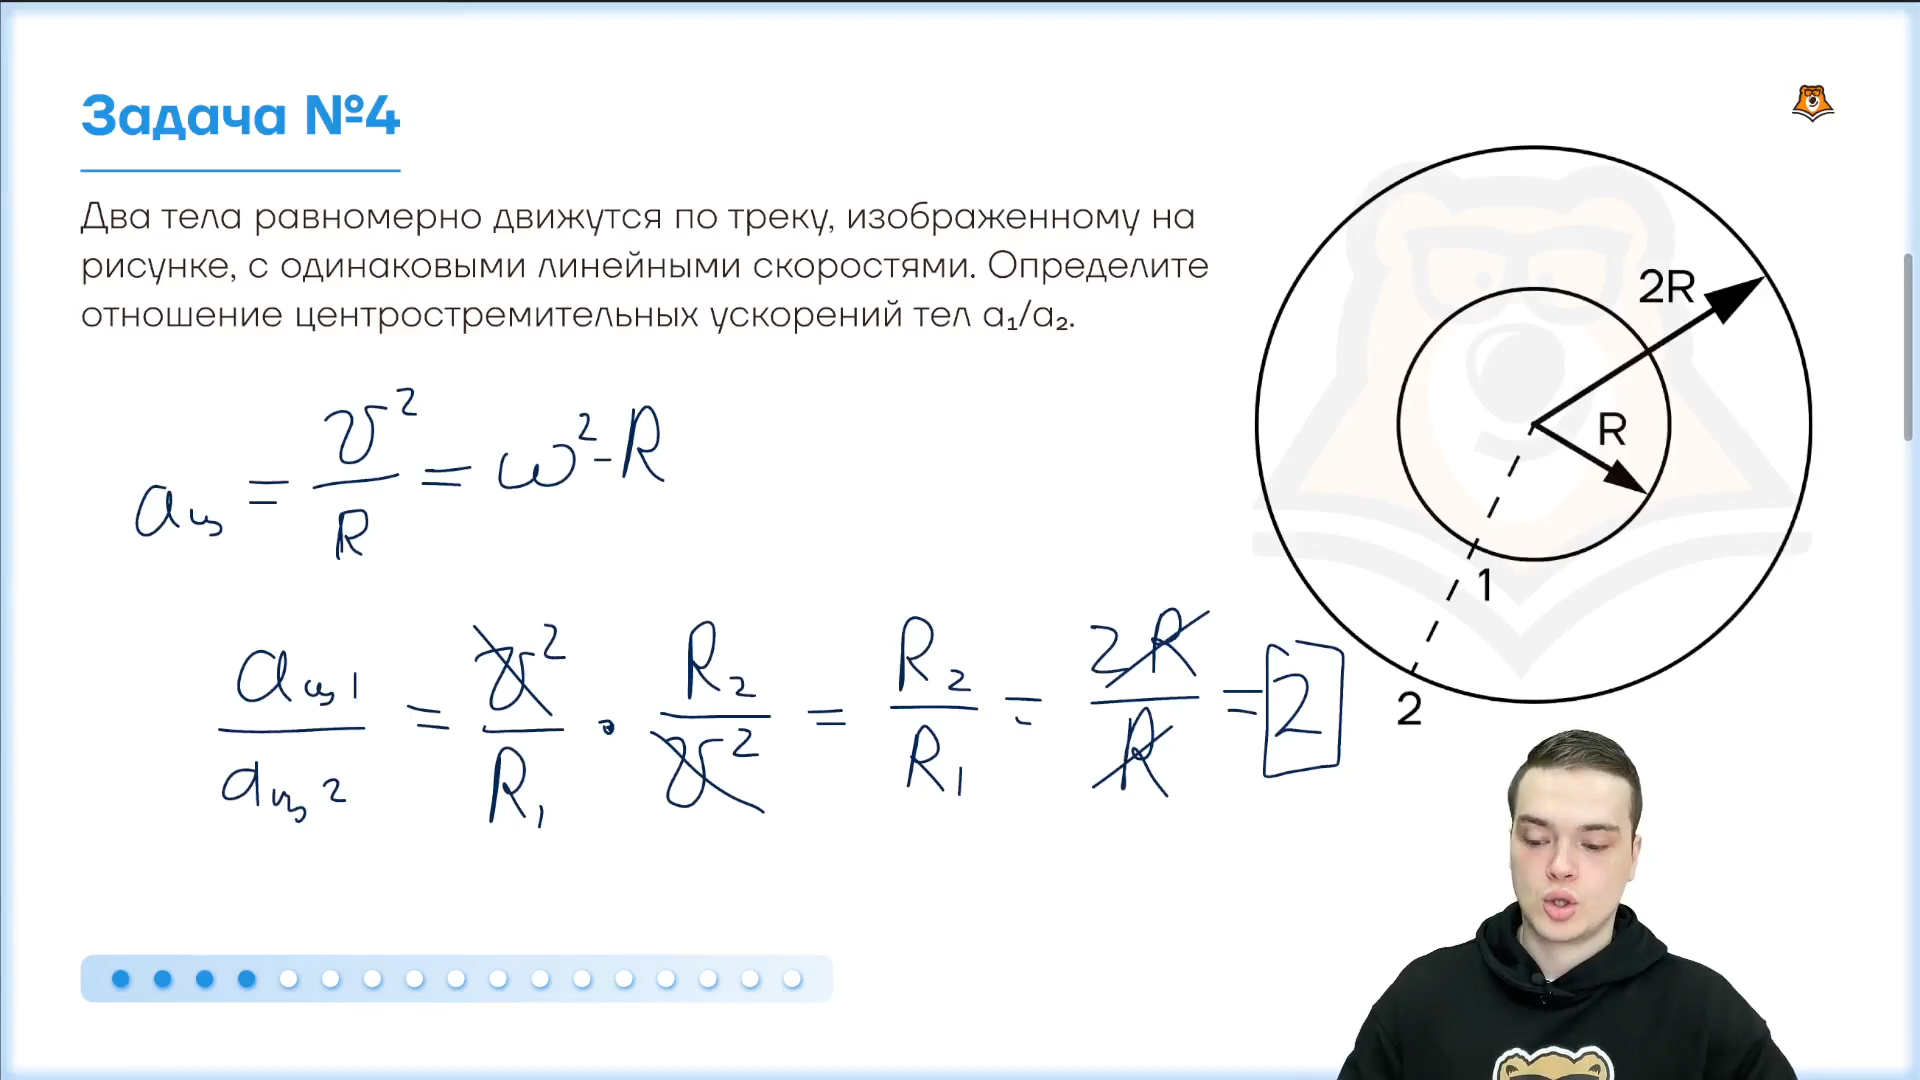 Задача №4
Два тела равномерно движутся по треку, изображенному на
рисунке, с одинаковыми линейными скоростями. Определите
отношение центростремительных ускорений тел a₁/a₂.
2R
R
1
2
aц = v² / R = ω² · R
aц1 / aц2 = v² / R₁ · R₂ / v² = R₂ / R₁ = 2R / R = 2